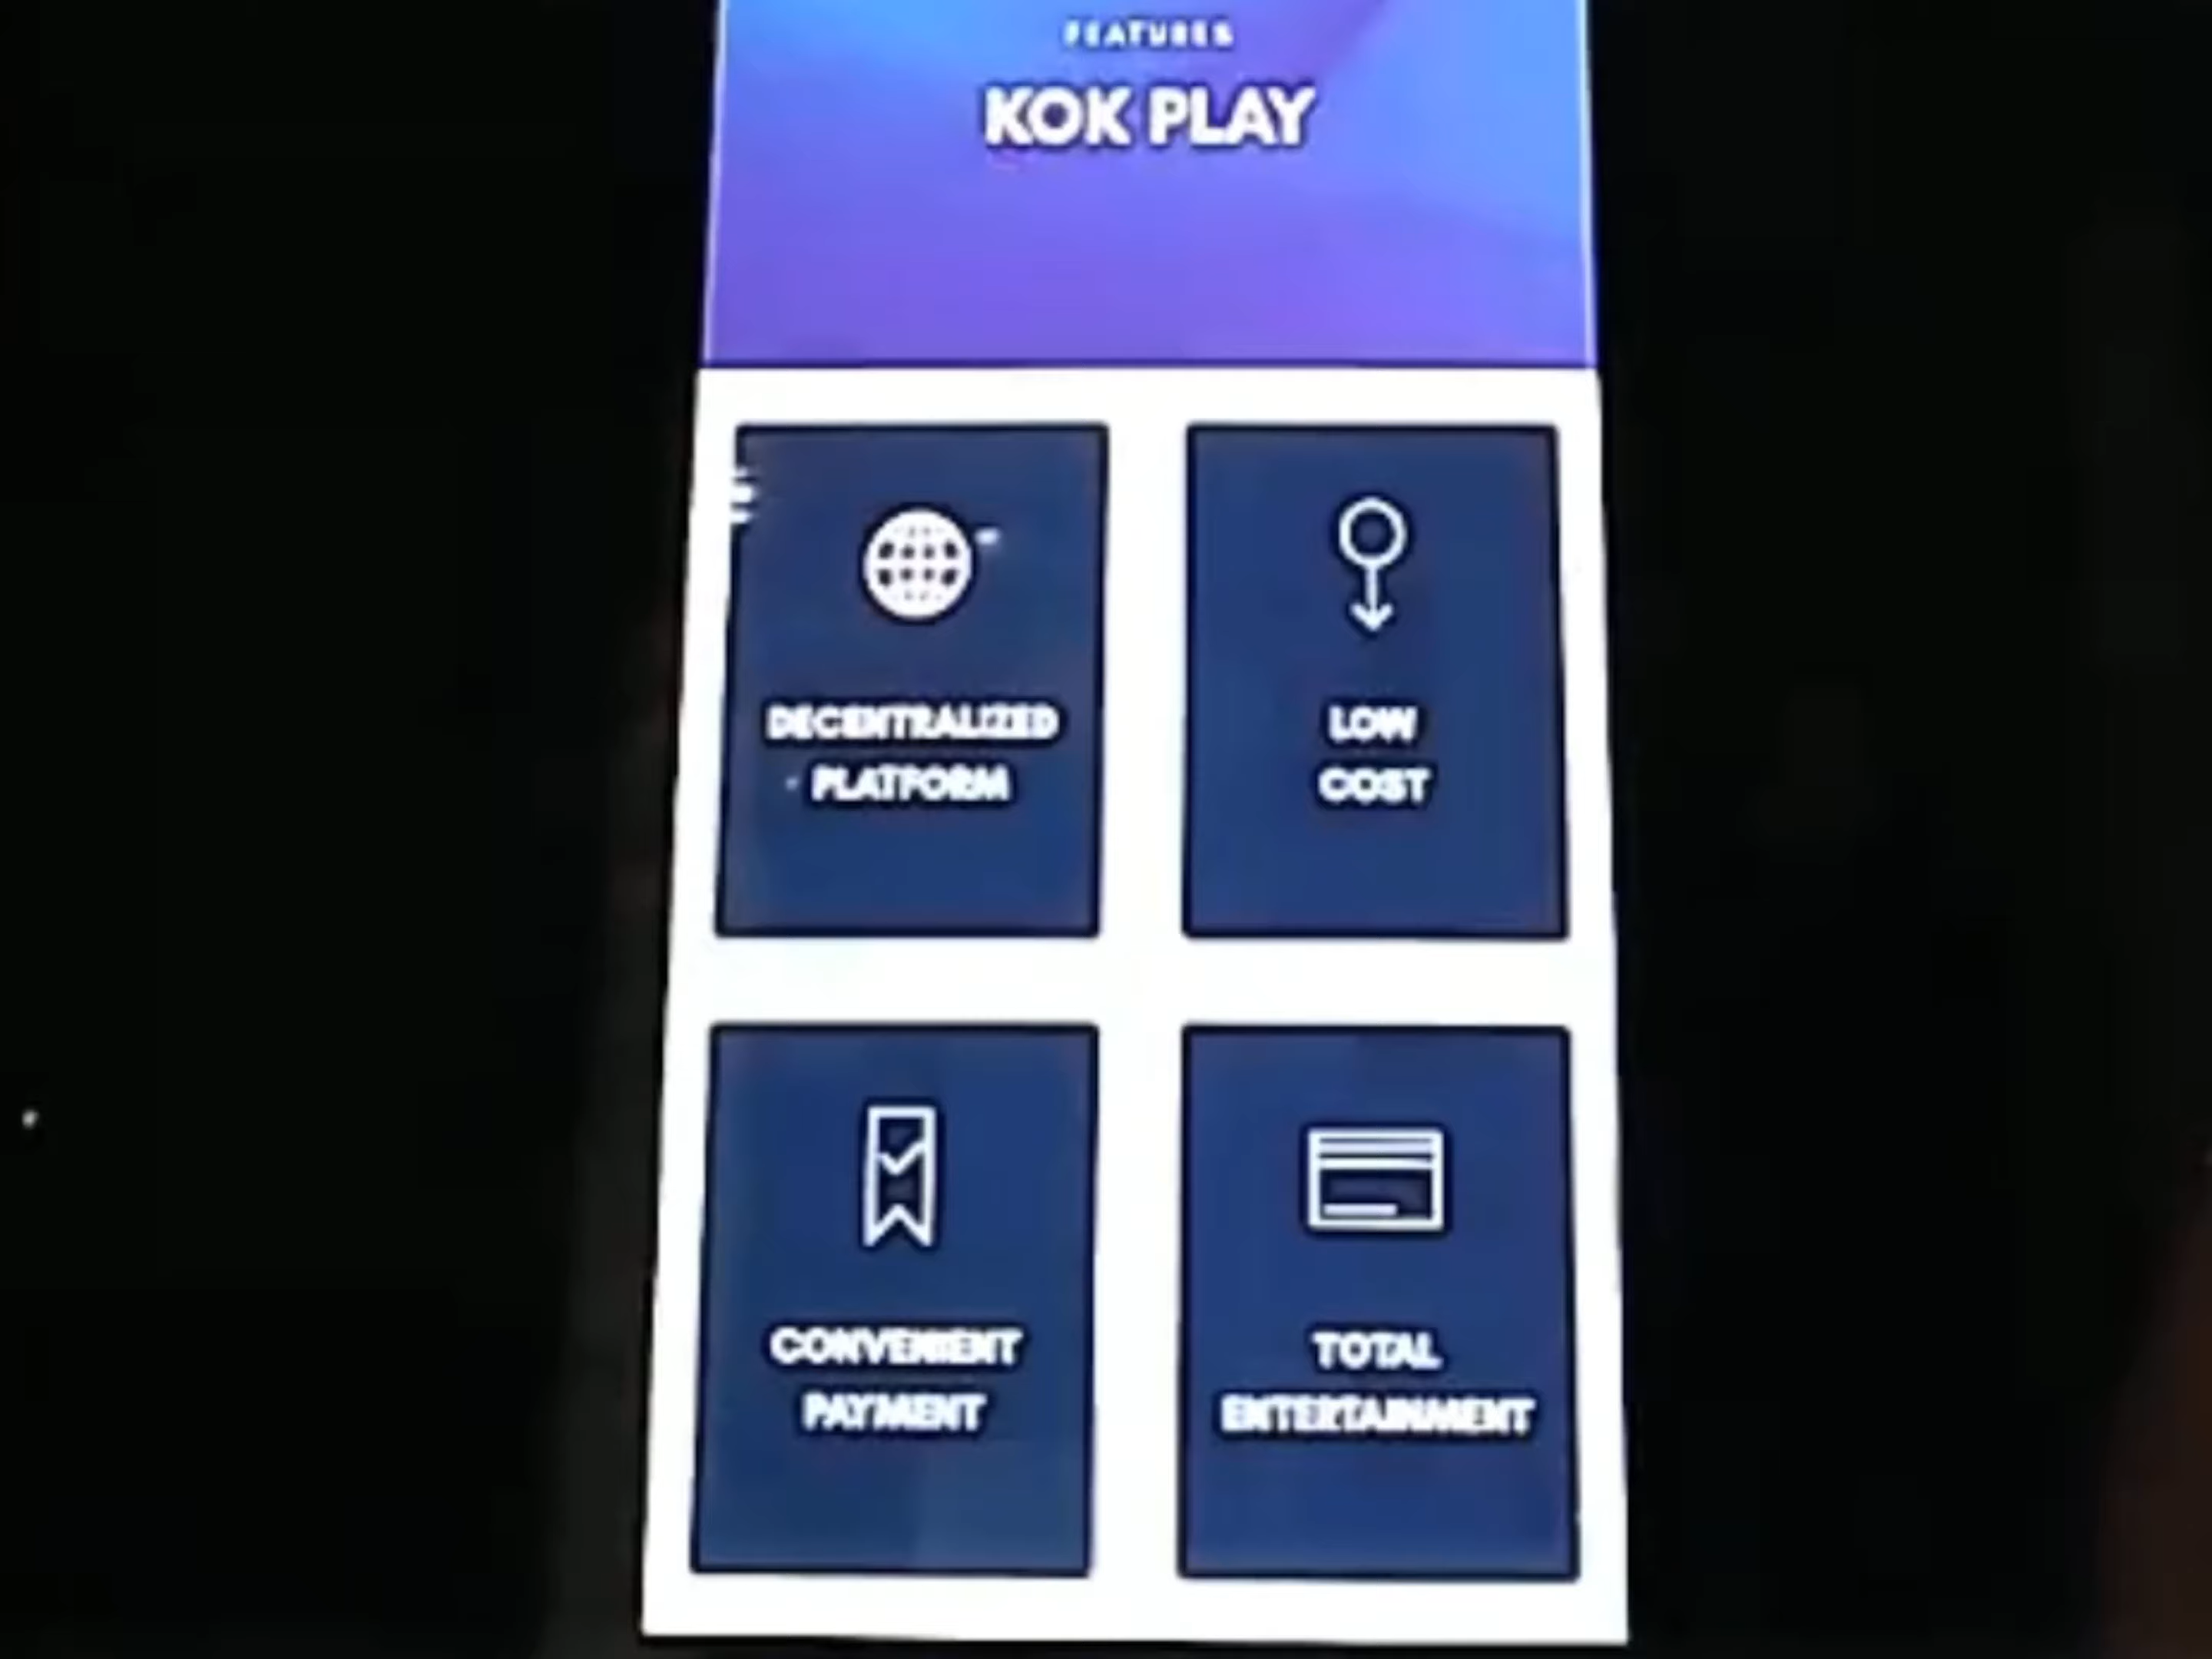 FEATURES
KOK PLAY
DECENTRALIZED
PLATFORM
LOW
COST
CONVENIENT
PAYMENT
TOTAL
ENTERTAINMENT